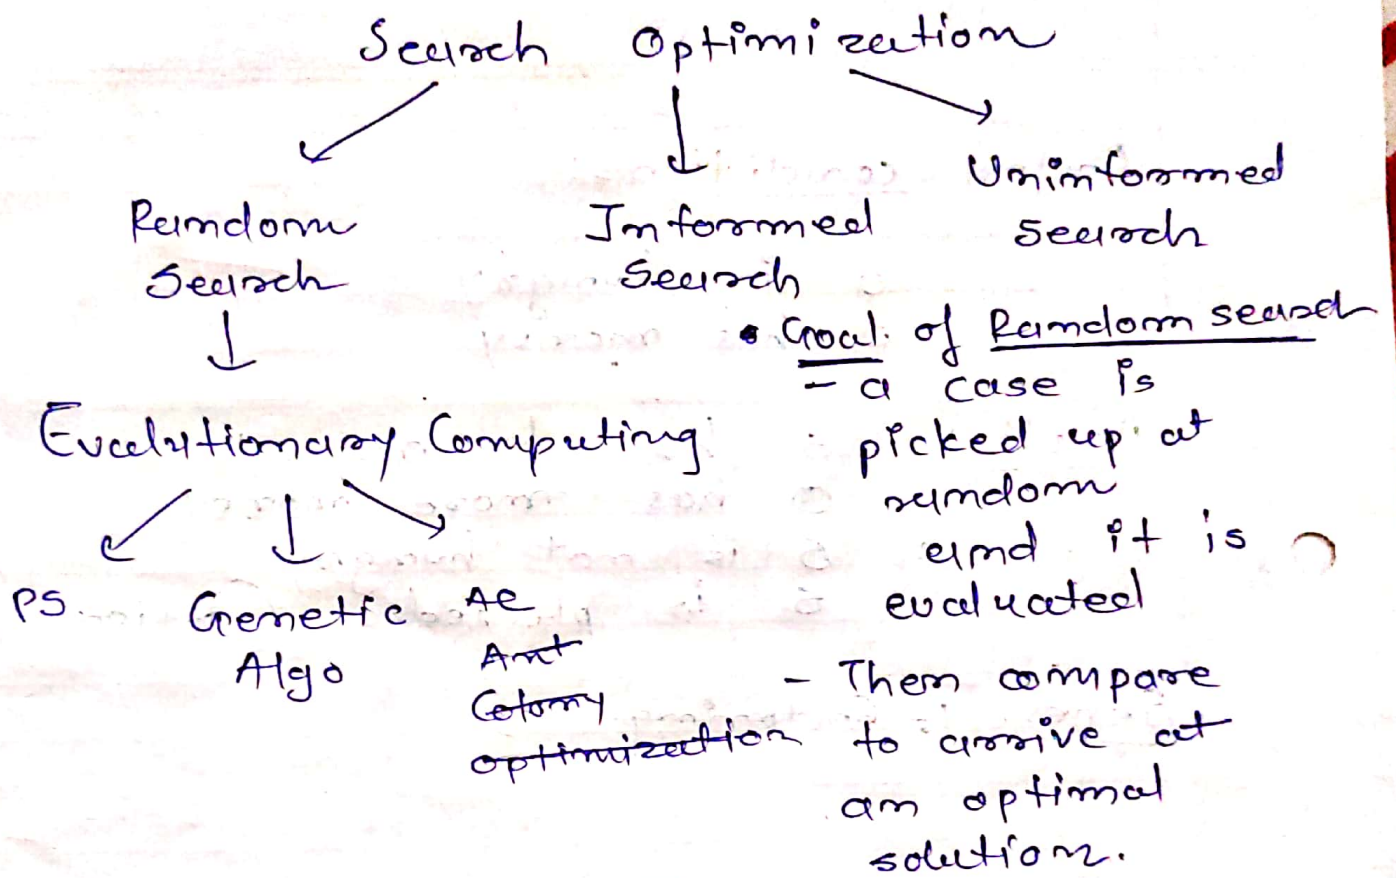 Search Optimization
Random
Search
Informed
Search
Uninformed
search
Evaluationary Computing
PS
Genetic
Algo
AC
Ant
Colony
optimization
• Goal of Random search
- a case is
picked up at
random
and it is
evaluated
- Then compare
to arrive at
an optimal
solution.